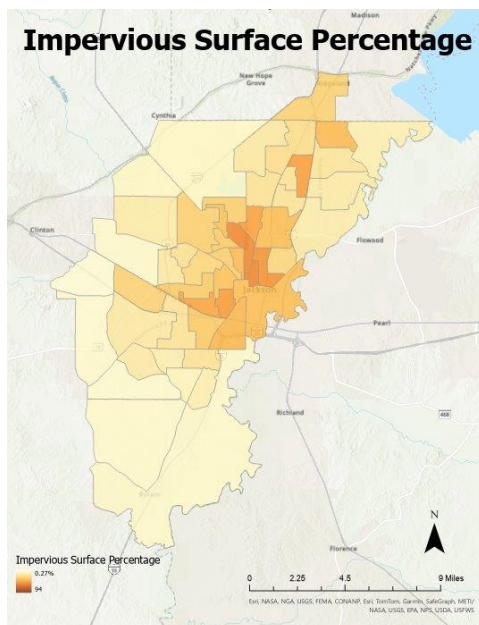 Madison
Impervious Surface Percentage
New Hope
Grove
Cynthia
Clinton
Flowood
Jackson
Pearl
Richland
468
Byram
Florence
N
Impervious Surface Percentage
0.27%
94
0 2.25 4.5 9 Miles
Esri, NASA, NGA, USGS, FEMA, CONANP, Esri, TomTom, Garmin, SafeGraph, METI/
NASA, USGS, EPA, NPS, USDA, USFWS